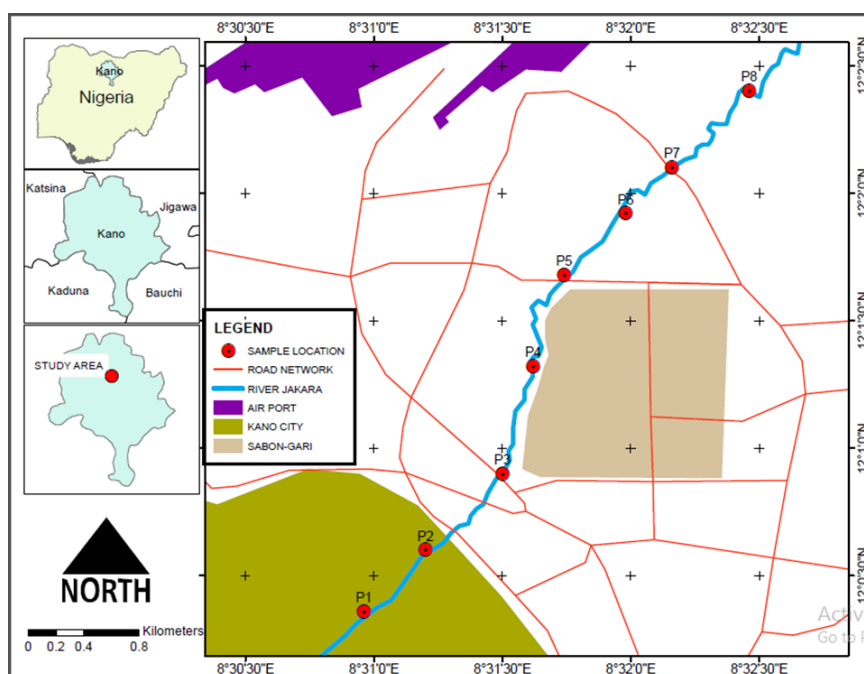 8°30'30"E 8°31'0"E 8°31'30"E 8°32'0"E 8°32'30"E
Kano
Nigeria
Katsina
Jigawa
Kano
Kaduna
Bauchi
STUDY AREA
P8
P7
P6
P5
P4
P3
P2
P1
LEGEND
SAMPLE LOCATION
ROAD NETWORK
RIVER JAKARA
AIR PORT
KANO CITY
SABON-GARI
NORTH
Kilometers
0 0.2 0.4 0.8
Activ
Go to P
8°30'30"E 8°31'0"E 8°31'30"E 8°32'0"E 8°32'30"E